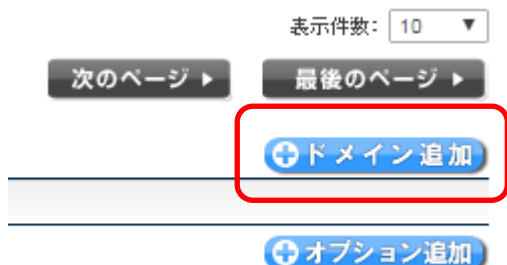 表示件数: 10 ▼
次のページ ▶ 最後のページ ▶
ドメイン追加
オプション追加